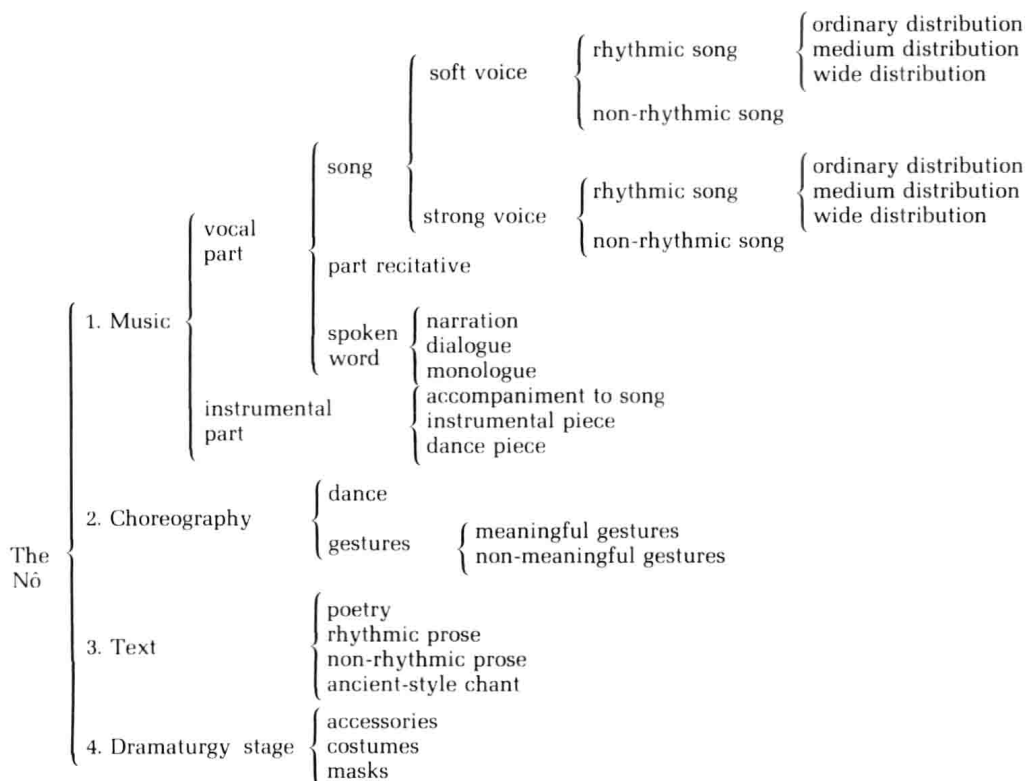 ordinary distribution
medium distribution
wide distribution
soft voice
rhythmic song
non-rhythmic song
song
strong voice
rhythmic song
non-rhythmic song
ordinary distribution
medium distribution
wide distribution
vocal
part
part recitative
spoken
word
narration
dialogue
monologue
1. Music
instrumental
part
accompaniment to song
instrumental piece
dance piece
2. Choreography
dance
gestures
meaningful gestures
non-meaningful gestures
The
Nô
3. Text
poetry
rhythmic prose
non-rhythmic prose
ancient-style chant
4. Dramaturgy stage
accessories
costumes
masks